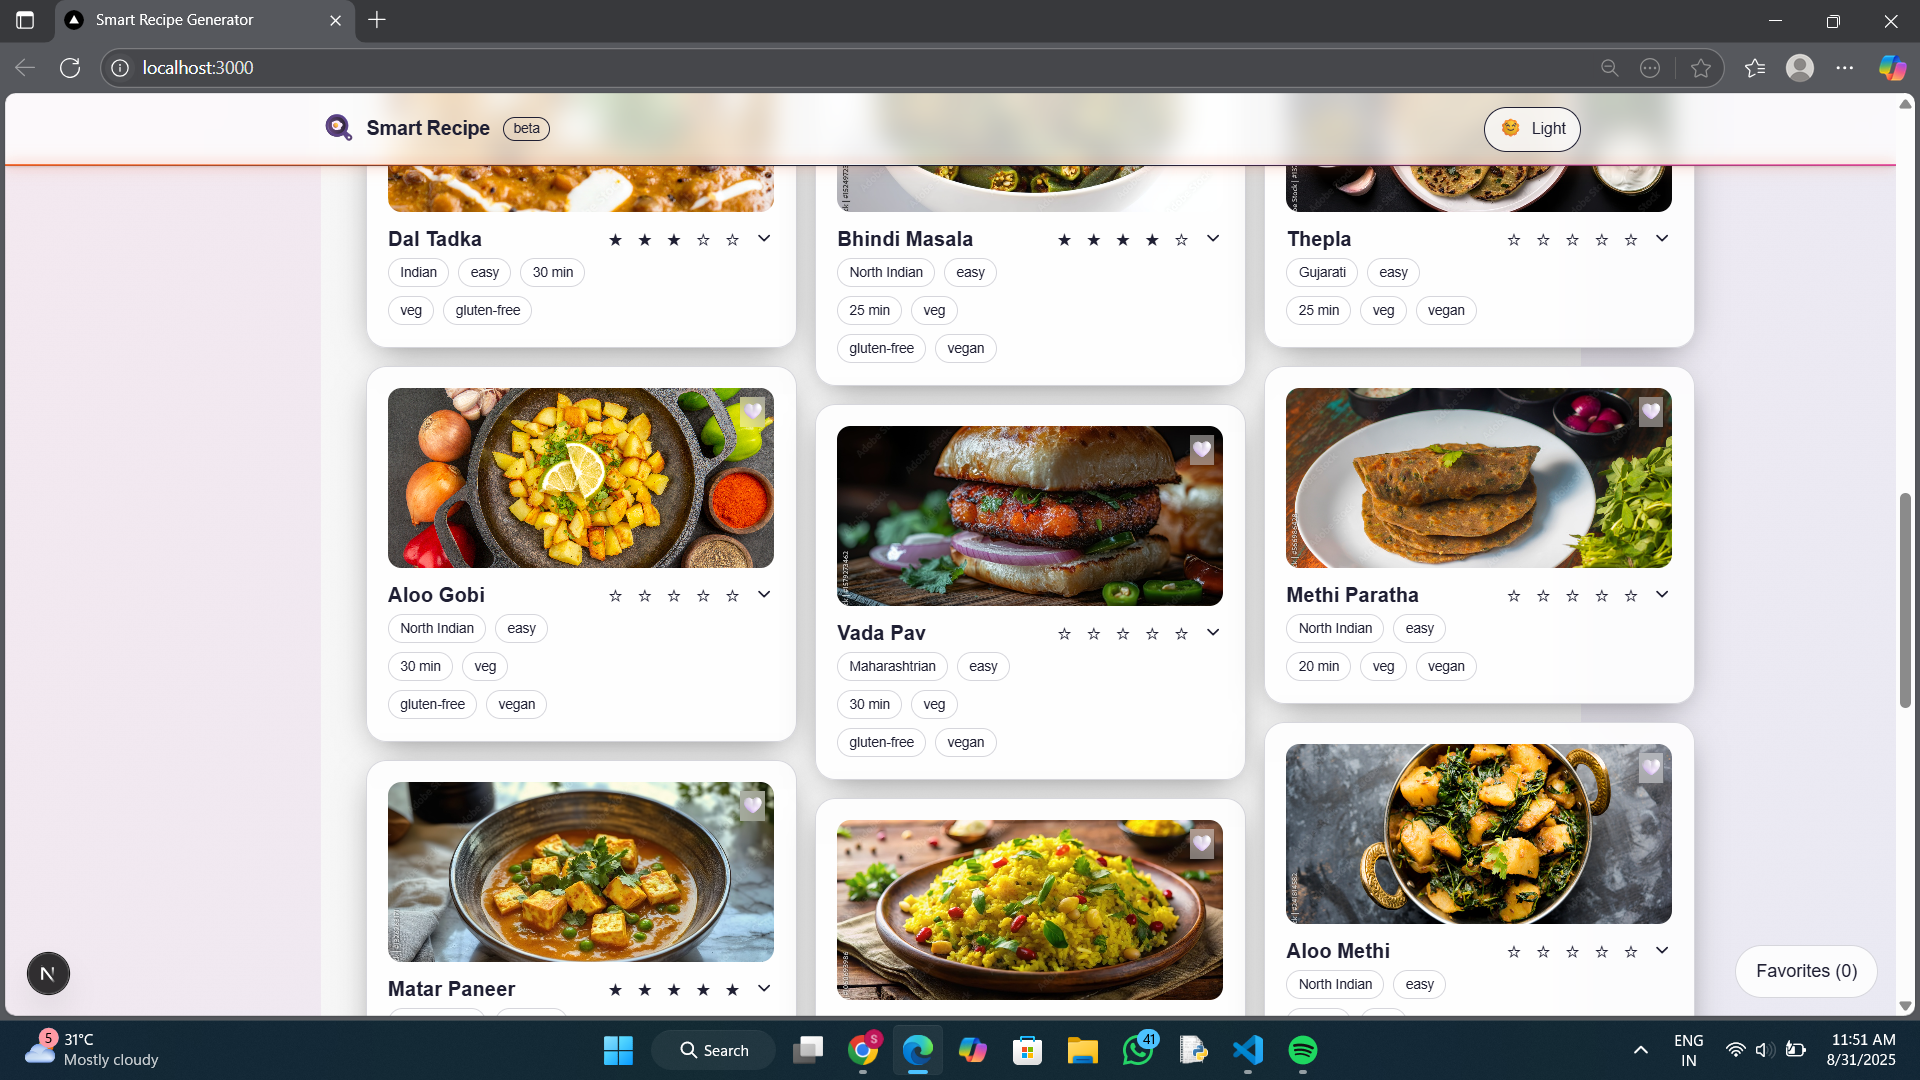 Smart Recipe Generator
localhost:3000
Smart Recipe beta
Light
Dal Tadka
Indian easy 30 min
veg gluten-free
Bhindi Masala
North Indian easy
25 min veg
gluten-free vegan
Thepla
Gujarati easy
25 min veg vegan
Aloo Gobi
North Indian easy
30 min veg
gluten-free vegan
Vada Pav
Maharashtrian easy
30 min veg
gluten-free vegan
Methi Paratha
North Indian easy
20 min veg vegan
Matar Paneer
Aloo Methi
North Indian easy
Favorites (0)
N
5
31°C
Mostly cloudy
Search
S
41
ENG
IN
11:51 AM
8/31/2025